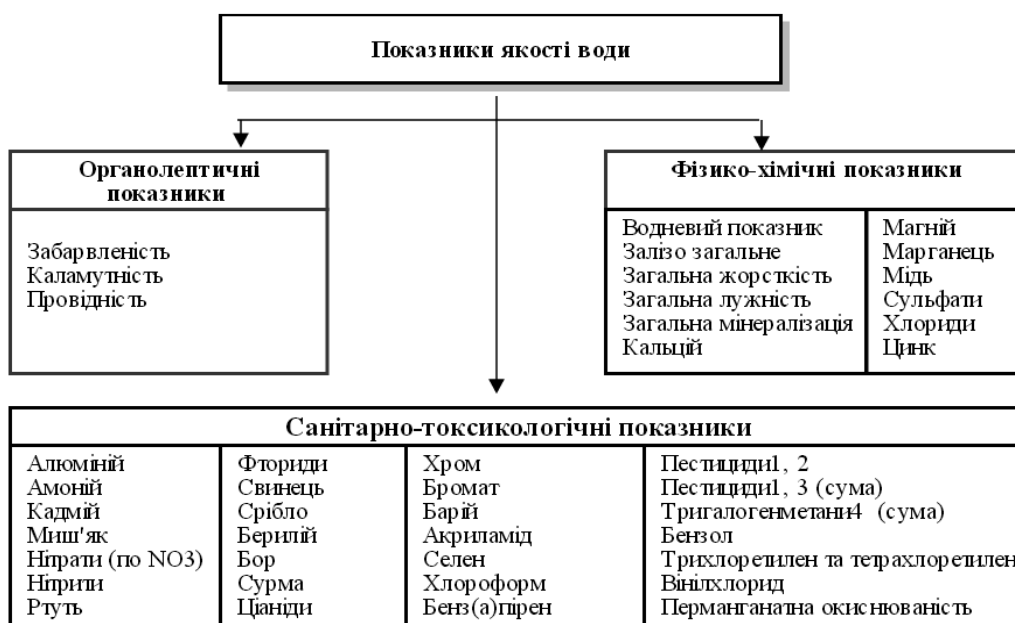 Показники якості води
Органолептичні
показники
Забарвленість
Каламутність
Провідність
Фізико-хімічні показники
Водневий показник
Залізо загальне
Загальна жорсткість
Загальна лужність
Загальна мінералізація
Кальцій
Магній
Марганець
Мідь
Сульфати
Хлориди
Цинк
Санітарно-токсикологічні показники
Алюміній
Амоній
Кадмій
Миш'як
Нітрати (по NO3)
Нітрити
Ртуть
Фториди
Свинець
Срібло
Берилій
Бор
Сурма
Ціаніди
Хром
Бромат
Барій
Акриламід
Селен
Хлороформ
Бенз(а)пірен
Пестициди1, 2
Пестициди1, 3 (сума)
Тригалогенметани4 (сума)
Бензол
Трихлоретилен та тетрахлоретилен
Вінілхлорид
Перманганатна окиснюваність